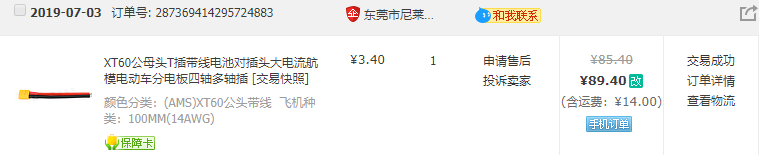 2019-07-03 订单号: 287369414295724883 东莞市尼莱... 和我联系
XT60公母头T插带线电池对插头大电流航
模电动车分电板四轴多轴插 [交易快照]
颜色分类：(AMS)XT60公头带线 飞机种
类：100MM(14AWG)
保障卡
¥3.40
1
申请售后
投诉卖家
¥85.40
¥89.40 改
(含运费：¥14.00)
手机订单
交易成功
订单详情
查看物流